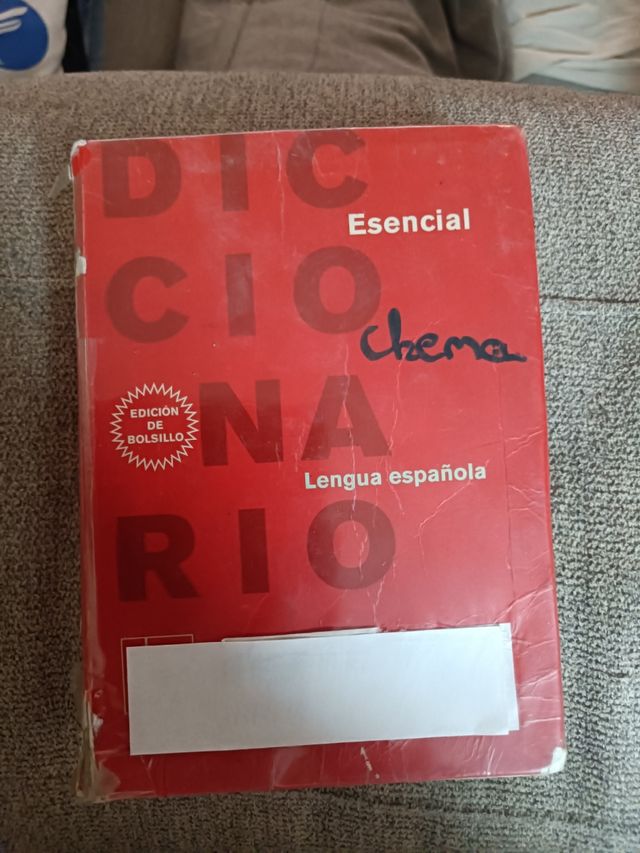 DIC
Esencial
CIO
chema
EDICIÓN
DE
BOLSILLO
NA
Lengua española
RIO